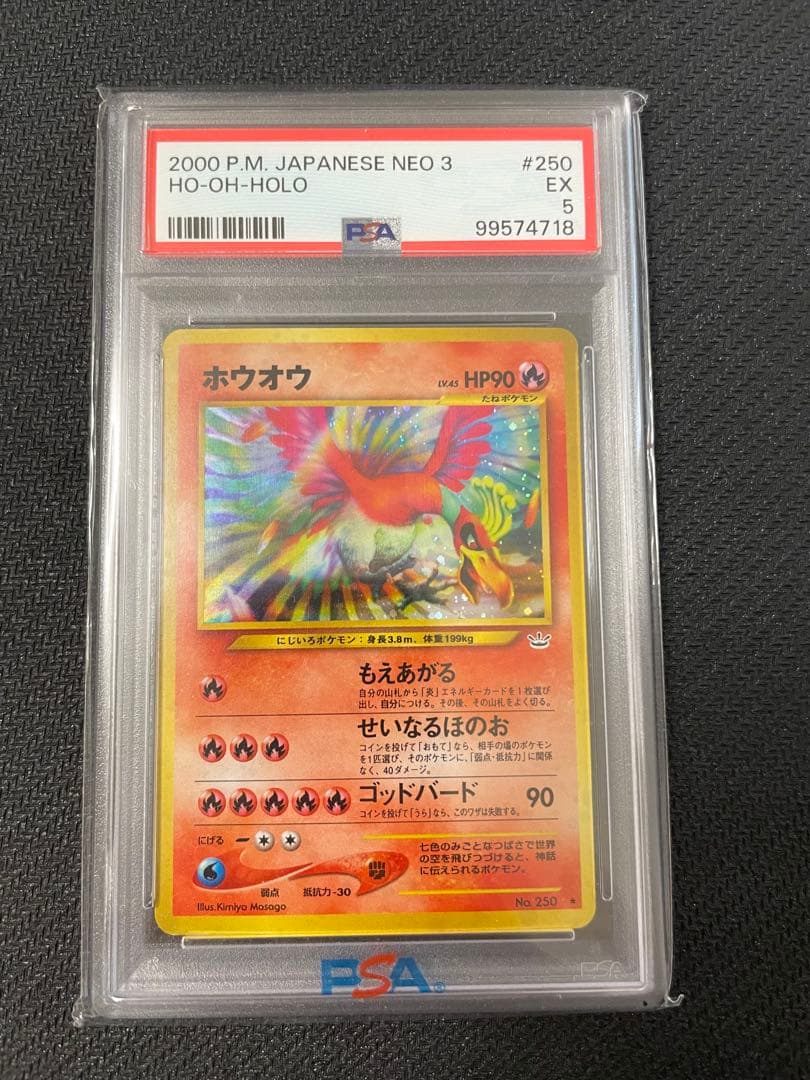 2000 P.M. JAPANESE NEO 3 #250
HO-OH-HOLO EX
5
PSA 99574718
ホウオウ LV.45 HP90
たねポケモン
にじいろポケモン：身長3.8m、体重199kg
もえあがる
自分の山札から「炎」エネルギーカードを1枚選び
出し、自分につける。その後、その山札をよく切る。
せいなるほのお
コインを投げて「おもて」なら、相手の場のポケモン
を1匹選び、そのポケモンに、「弱点・抵抗力」に関係
なく、40ダメージ。
ゴッドバード 90
コインを投げて「うら」なら、このワザは失敗する。
にげる
弱点 抵抗力-30
七色のみごとなつばさで世界
の空を飛びつづけると、神話
に伝えられるポケモン。
Illus.Kimiya Masago No. 250 ★
PSA®
PSA